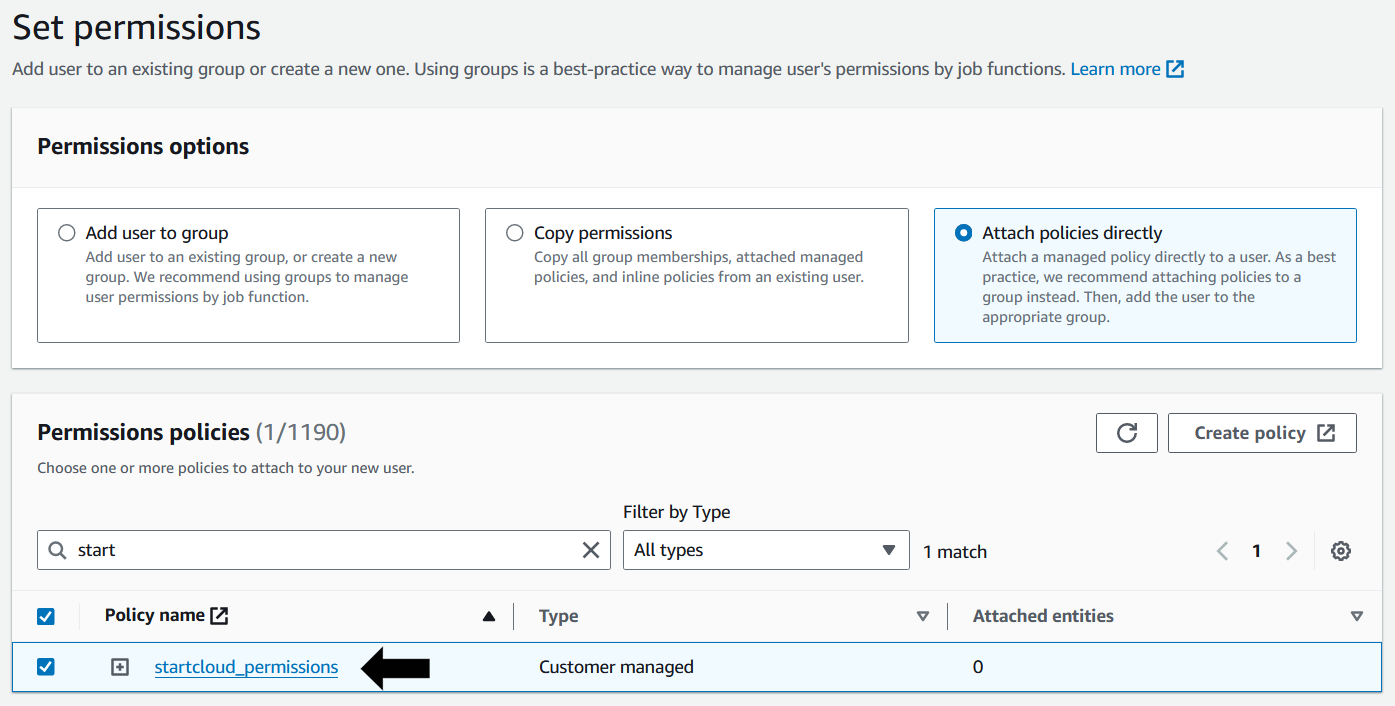 Set permissions
Add user to an existing group or create a new one. Using groups is a best-practice way to manage user's permissions by job functions. Learn more
Permissions options
Add user to group
Add user to an existing group, or create a new
group. We recommend using groups to manage
user permissions by job function.
Copy permissions
Copy all group memberships, attached managed
policies, and inline policies from an existing user.
Attach policies directly
Attach a managed policy directly to a user. As a best
practice, we recommend attaching policies to a
group instead. Then, add the user to the
appropriate group.
Permissions policies (1/1190)
Create policy
Choose one or more policies to attach to your new user.
Filter by Type
start
All types
1 match
1
Policy name
Type
Attached entities
startcloud_permissions
Customer managed
0